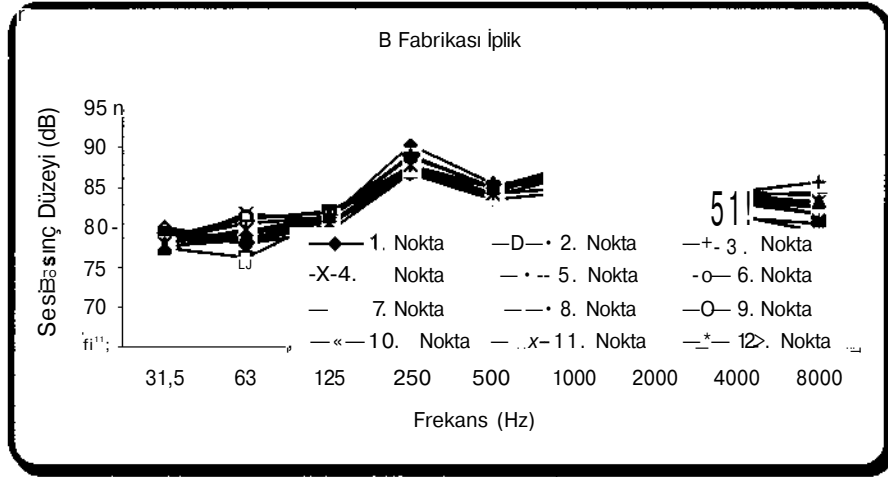 B Fabrikası İplik
95
90
85
80
75
70
Düzeyi (dB)
51!
1. Nokta
2. Nokta
3. Nokta
4. Nokta
5. Nokta
6. Nokta
7. Nokta
8. Nokta
9. Nokta
10. Nokta
11. Nokta
12. Nokta
31,5 63 125 250 500 1000 2000 4000 8000
Frekans (Hz)